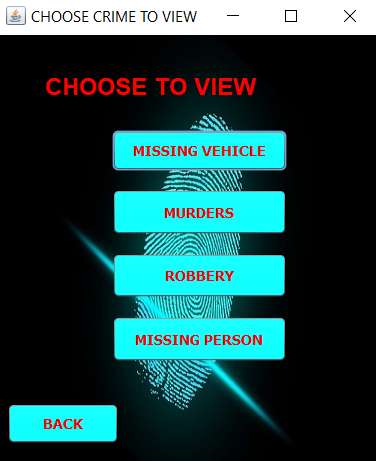 CHOOSE CRIME TO VIEW
CHOOSE TO VIEW
MISSING VEHICLE
MURDERS
ROBBERY
MISSING PERSON
BACK